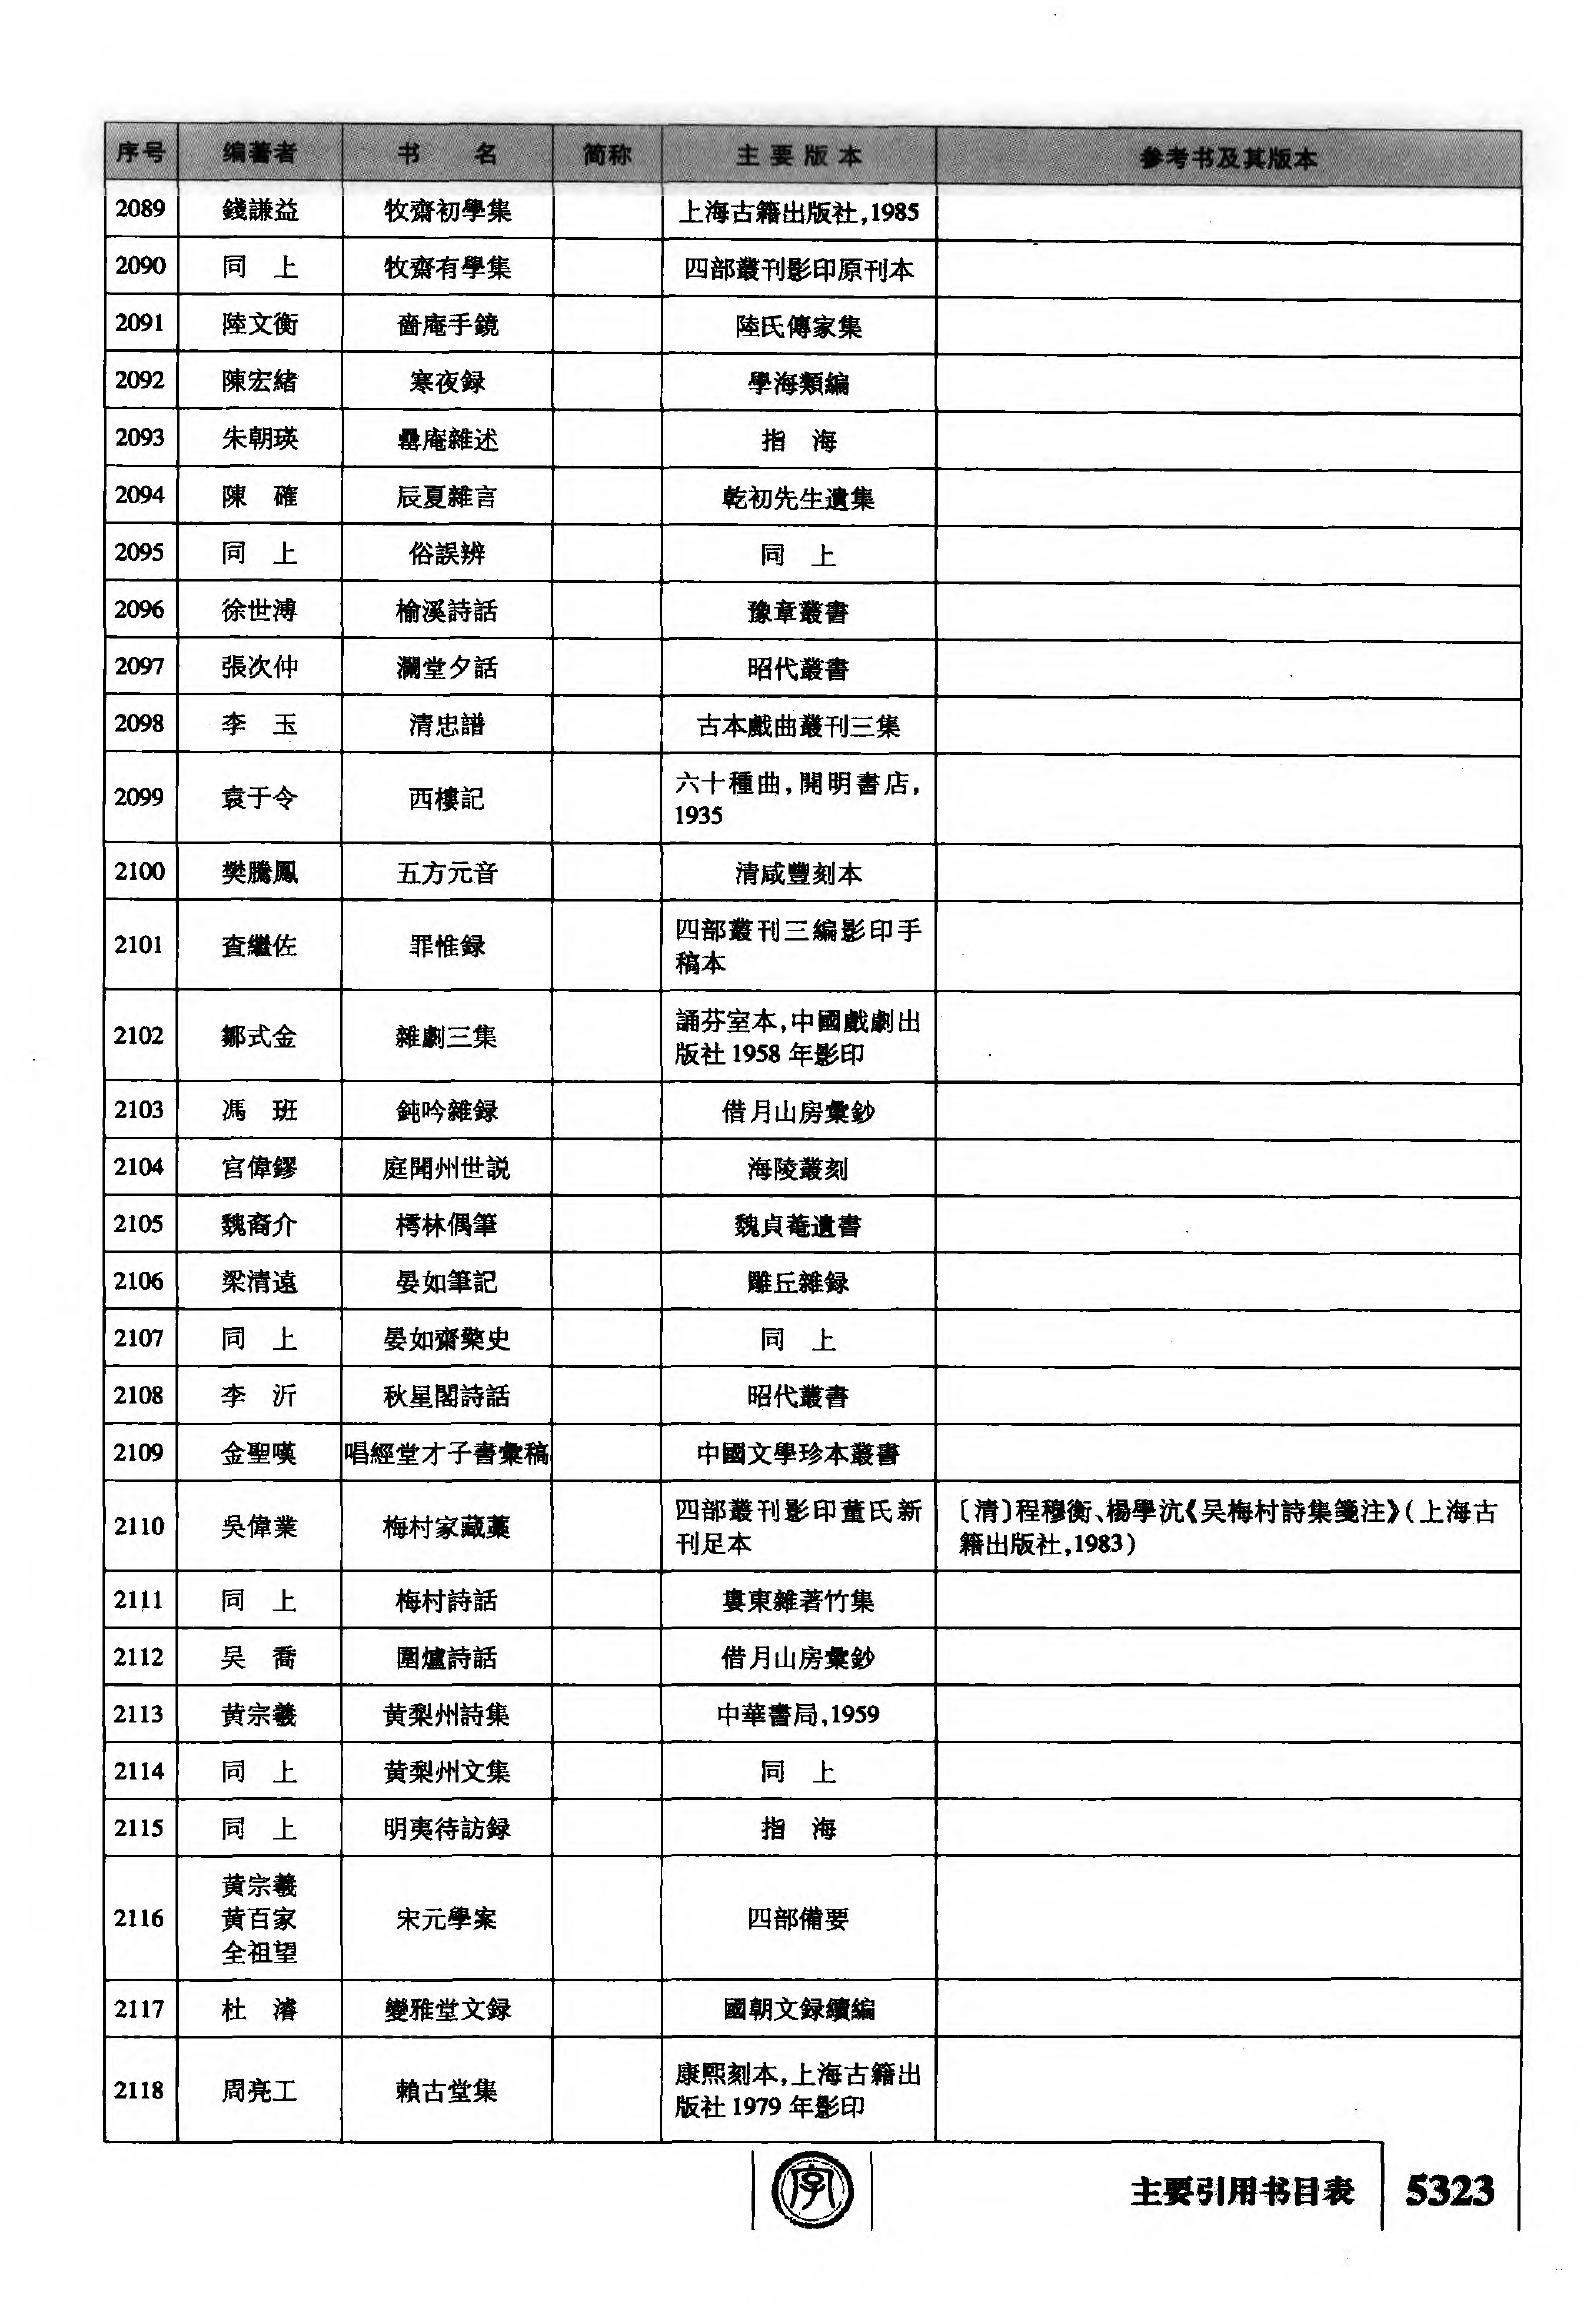 序号 编著者 书 名 简称 主要版本 参考书及其版本
2089 錢謙益 牧齋初學集 上海古籍出版社,1985
2090 同 上 牧齋有學集 四部叢刊影印原刊本
2091 陸文衡 嗇庵手鏡 陸氏傳家集
2092 陳宏緒 寒夜録 學海類編
2093 朱朝瑛 罍庵雜述 指 海
2094 陳 確 辰夏雜言 乾初先生遺集
2095 同 上 俗誤辨 同 上
2096 徐世溥 榆溪詩話 豫章叢書
2097 張次仲 瀾堂夕話 昭代叢書
2098 李 玉 清忠譜 古本戲曲叢刊三集
2099 袁于令 西樓記 六十種曲,開明書店,
1935
2100 樊騰鳳 五方元音 清咸豐刻本
2101 查繼佐 罪惟録 四部叢刊三編影印手
稿本
2102 鄒式金 雜劇三集 誦芬室本,中國戲劇出
版社1958年影印
2103 馮 班 鈍吟雜録 借月山房彙鈔
2104 宫偉鏐 庭聞州世説 海陵叢刻
2105 魏裔介 樗林偶筆 魏貞菴遺書
2106 梁清遠 晏如筆記 雕丘雜録
2107 同 上 晏如齋檠史 同 上
2108 李 沂 秋星閣詩話 昭代叢書
2109 金聖嘆 唱經堂才子書彙稿 中國文學珍本叢書
2110 吳偉業 梅村家藏藁 四部叢刊影印董氏新
刊足本 〔清〕程穆衡、楊學沆《吴梅村詩集箋注》(上海古
籍出版社,1983)
2111 同 上 梅村詩話 婁東雜著竹集
2112 吴 喬 圍爐詩話 借月山房彙鈔
2113 黄宗羲 黄梨州詩集 中華書局,1959
2114 同 上 黄梨州文集 同 上
2115 同 上 明夷待訪録 指 海
2116 黄宗羲
黄百家
全祖望 宋元學案 四部備要
2117 杜 濬 變雅堂文録 國朝文録續編
2118 周亮工 賴古堂集 康熙刻本,上海古籍出
版社1979年影印
字
主要引用书目表 5323